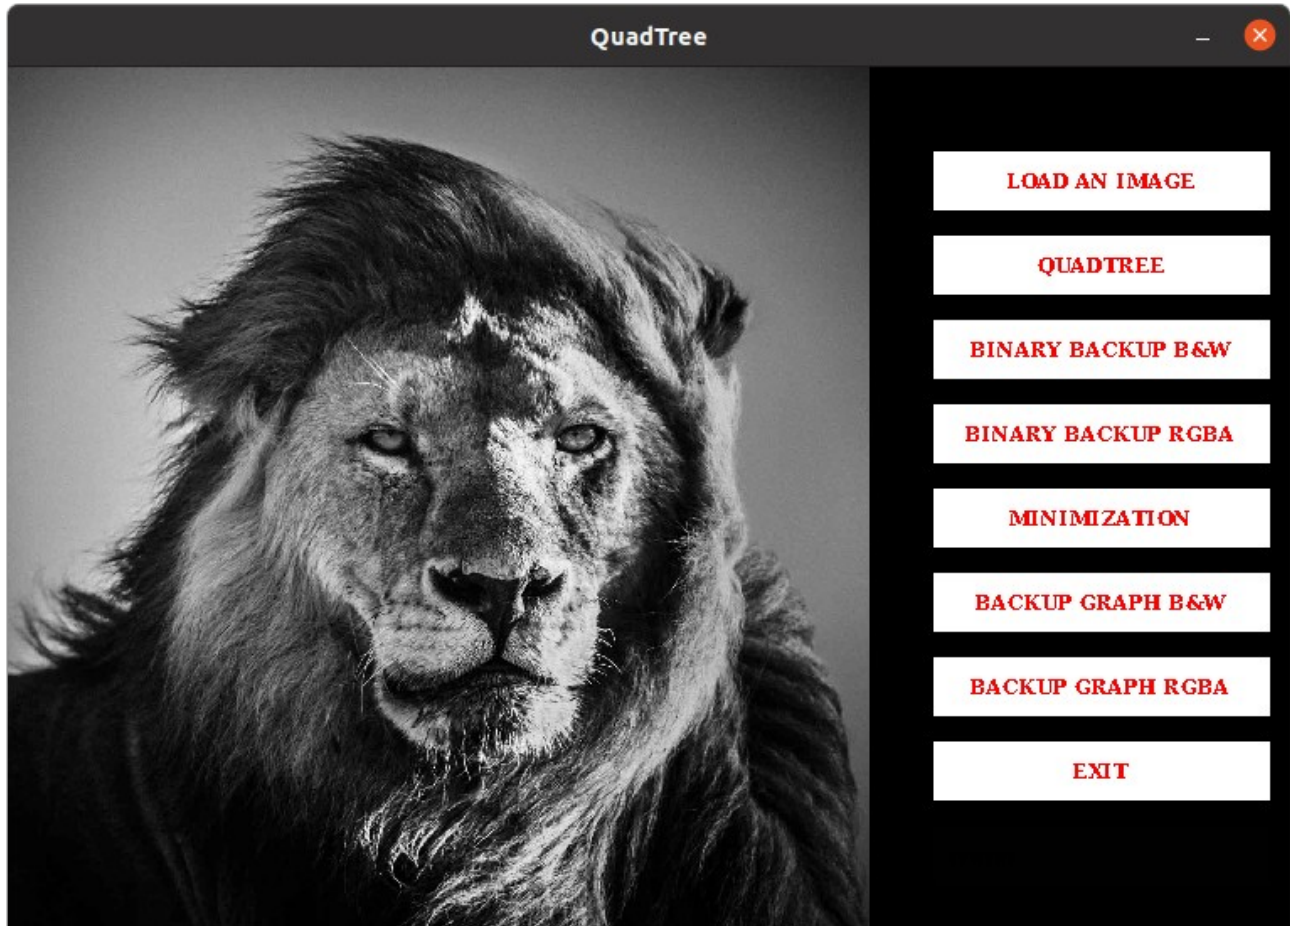 QuadTree
LOAD AN IMAGE
QUADTREE
BINARY BACKUP B&W
BINARY BACKUP RGBA
MINIMIZATION
BACKUP GRAPH B&W
BACKUP GRAPH RGBA
EXIT